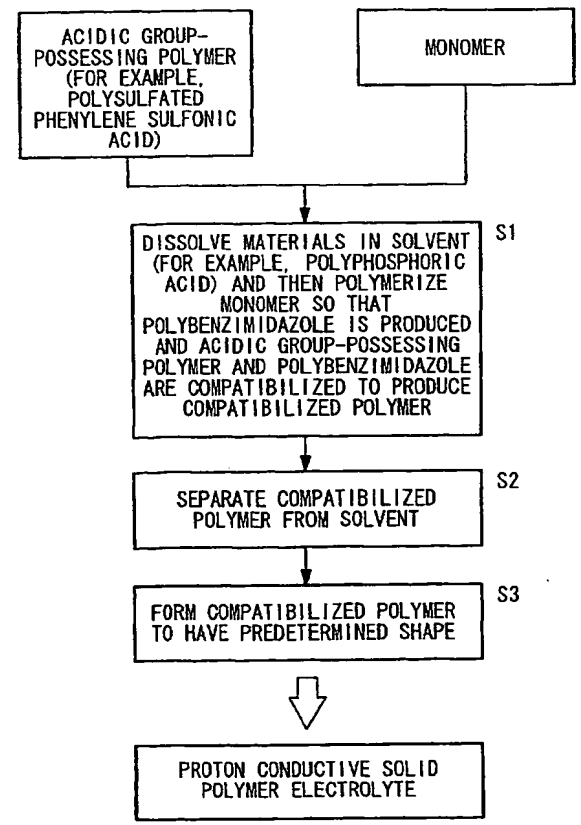 ACIDIC GROUP-
POSSESSING POLYMER
(FOR EXAMPLE,
POLYSULFATED
PHENYLENE SULFONIC
ACID)
MONOMER
S1
DISSOLVE MATERIALS IN SOLVENT
(FOR EXAMPLE, POLYPHOSPHORIC
ACID) AND THEN POLYMERIZE
MONOMER SO THAT
POLYBENZIMIDAZOLE IS PRODUCED
AND ACIDIC GROUP-POSSESSING
POLYMER AND POLYBENZIMIDAZOLE
ARE COMPATIBILIZED TO PRODUCE
COMPATIBILIZED POLYMER
S2
SEPARATE COMPATIBILIZED
POLYMER FROM SOLVENT
S3
FORM COMPATIBILIZED POLYMER
TO HAVE PREDETERMINED SHAPE
PROTON CONDUCTIVE SOLID
POLYMER ELECTROLYTE